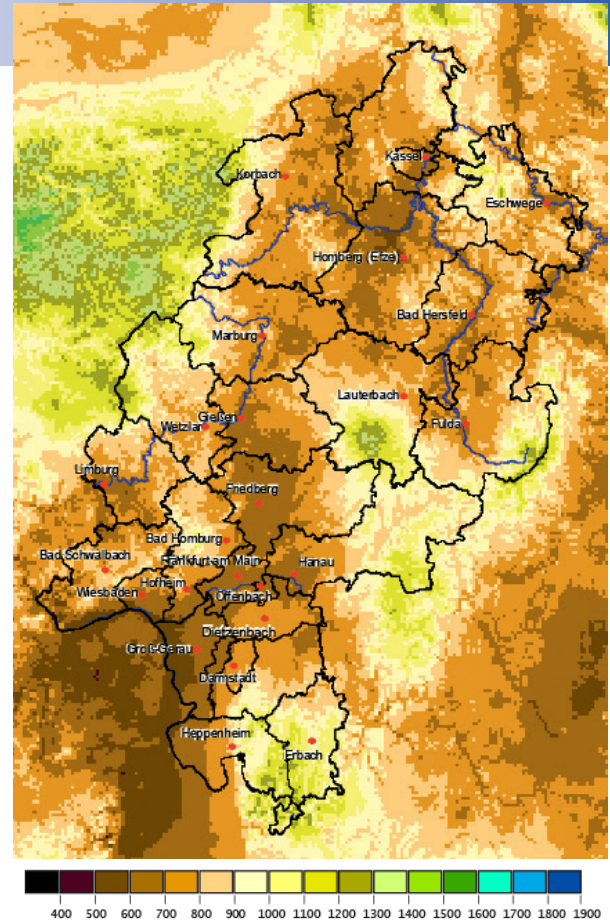 Kassel
Korbach
Eschwege
Homberg (Efze)
Bad Hersfeld
Marburg
Lauterbach
Gießen
Wetzlar
Fulda
Limburg
Friedberg
Bad Homburg
Bad Schwalbach
Frankfurt am Main
Hanau
Hofheim
Wiesbaden
Offenbach
Dietzenbach
Groß-Gerau
Darmstadt
Heppenheim
Erbach
400 500 600 700 800 900 1000 1100 1200 1300 1400 1500 1600 1700 1800 1900